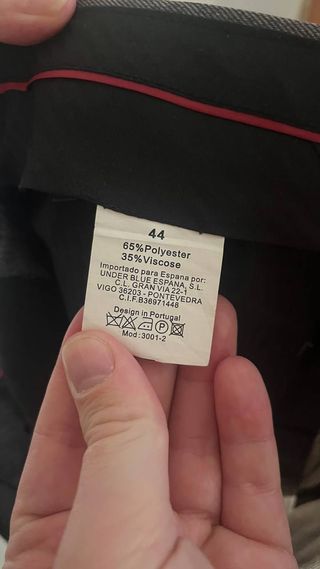 44
65%Polyester
35%Viscose
Importado para Espana por:
UNDER BLUE ESPANA, S.L.
C.L. GRAN VIA 22-1
VIGO 36203 - PONTEVEDRA
C.I.F.B36971448
Design in Portugal
P
Mod:3001-2